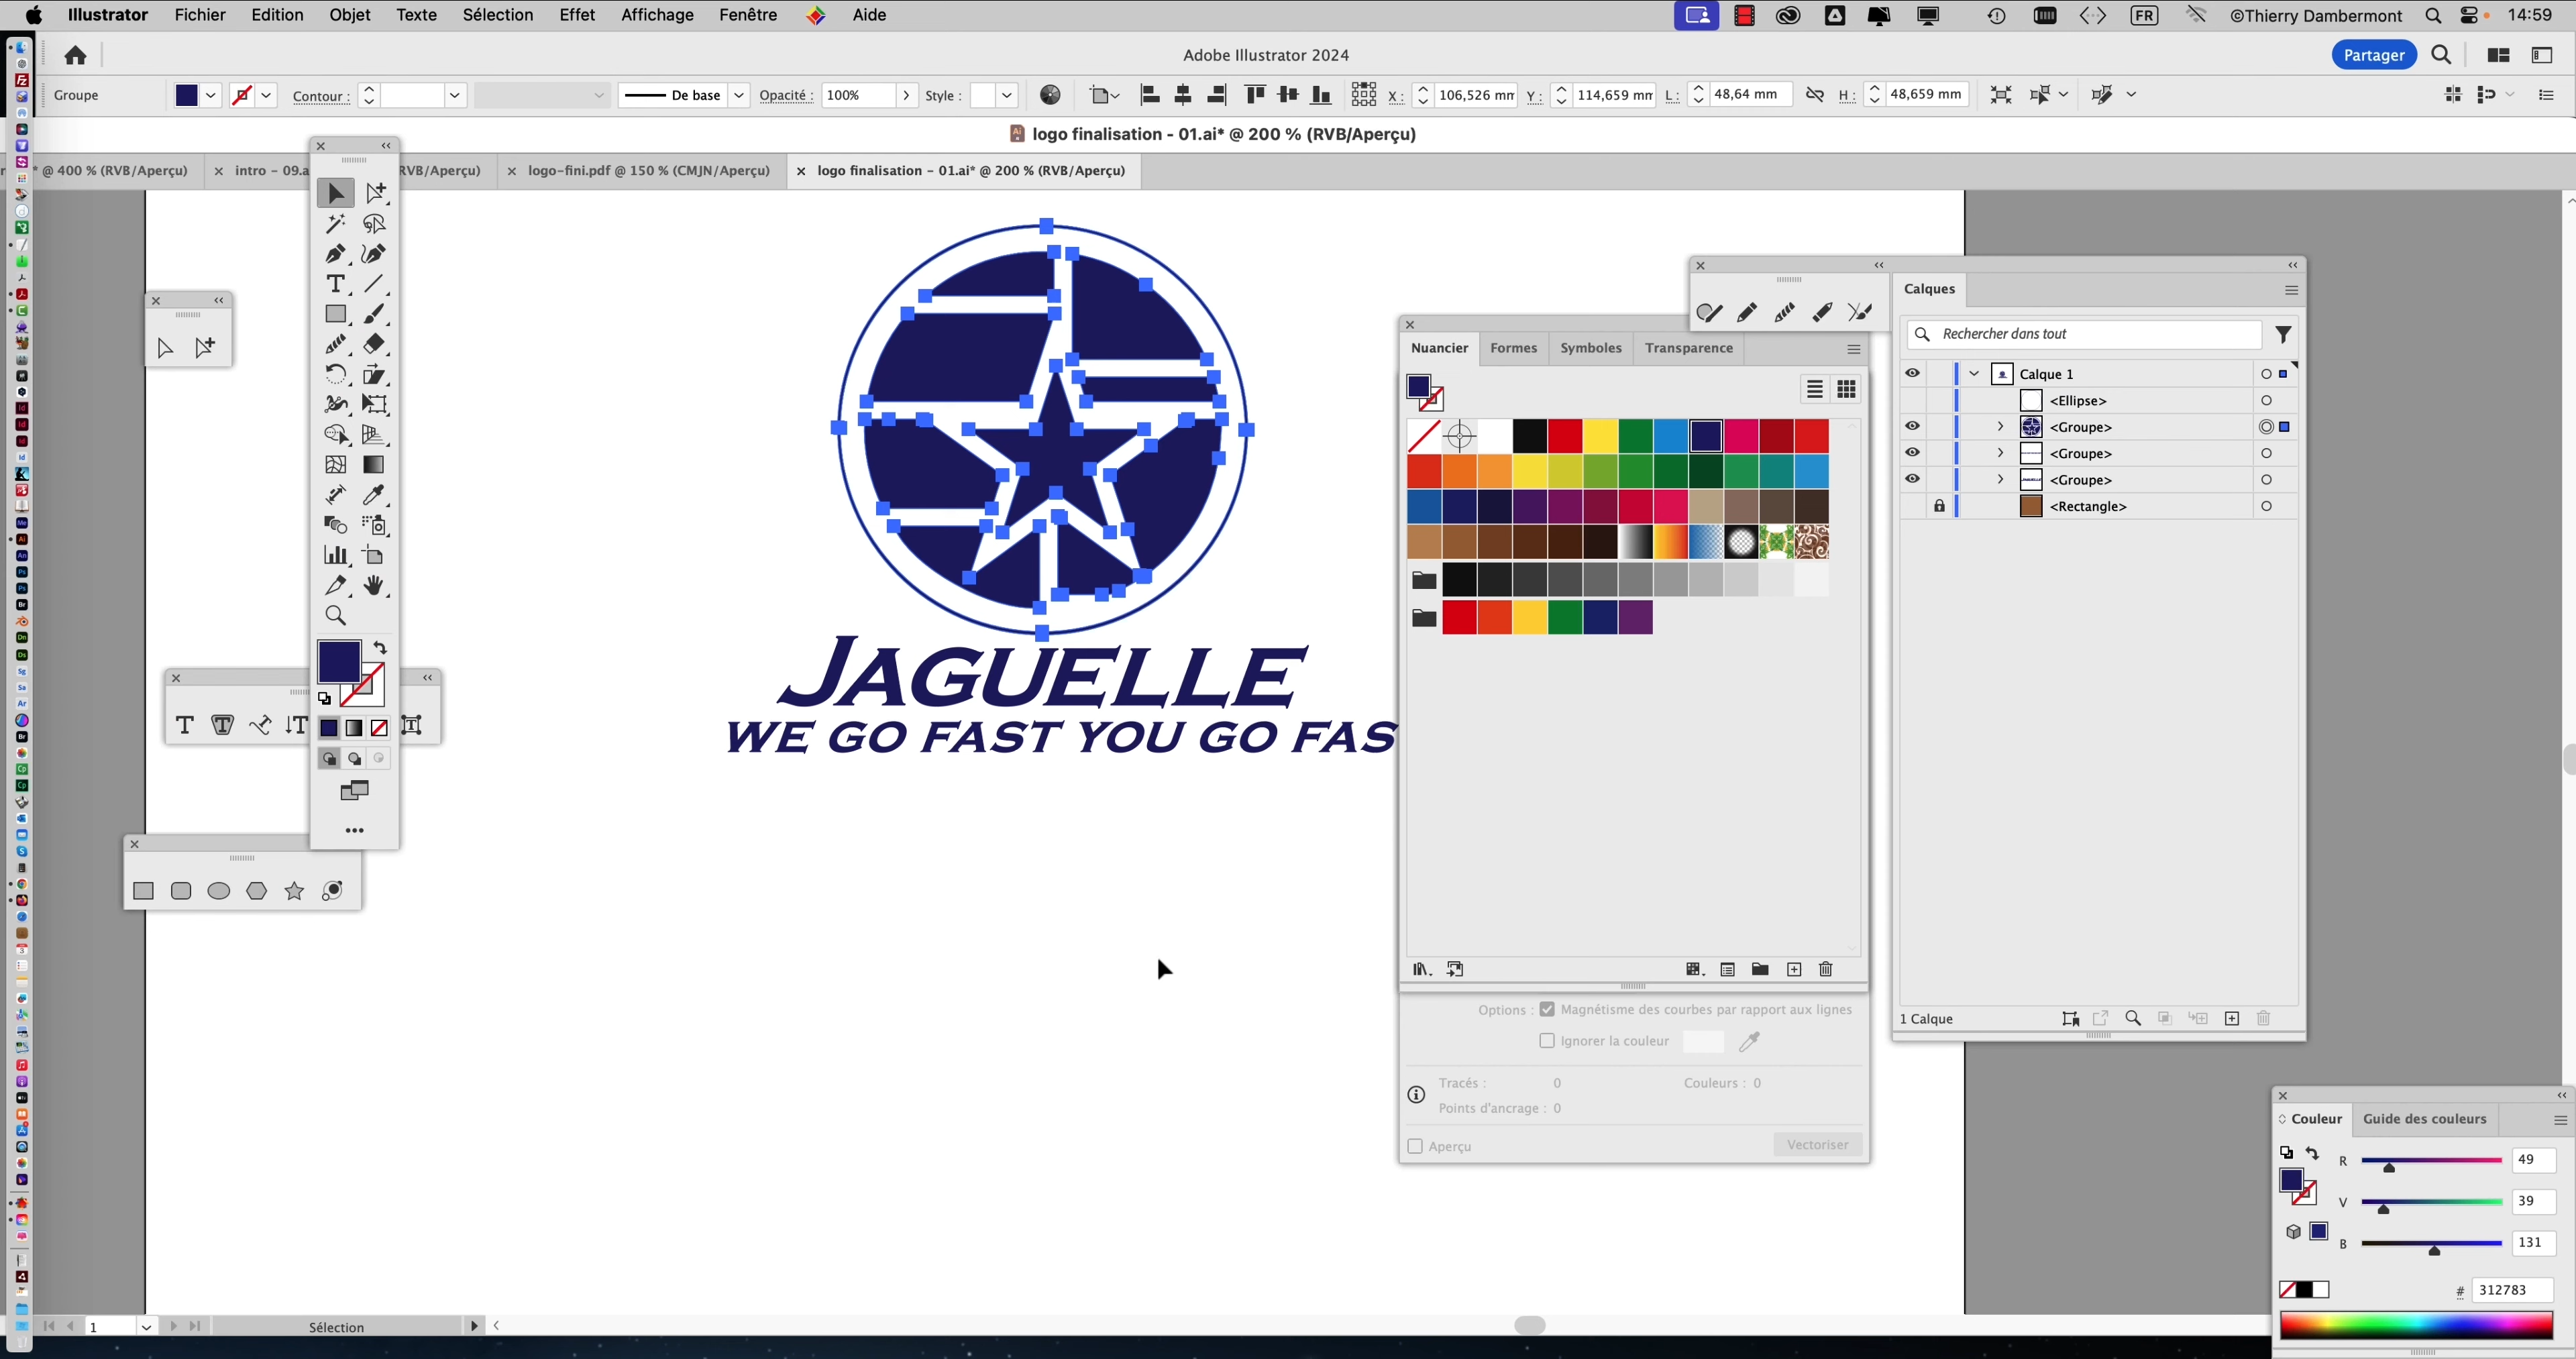 Illustrator Fichier Edition Objet Texte Sélection Effet Affichage Fenêtre Aide FR ©Thierry Dambermont 14:59
Adobe Illustrator 2024 Partager
Groupe Contour : De base Opacité : 100% Style : X : 106,526 mm Y : 114,659 mm L : 48,64 mm H : 48,659 mm
logo finalisation - 01.ai* @ 200 % (RVB/Aperçu)
* @ 400 % (RVB/Aperçu) intro - 09.a RVB/Aperçu) logo-fini.pdf @ 150 % (CMJN/Aperçu) logo finalisation - 01.ai* @ 200 % (RVB/Aperçu)
Calques
Rechercher dans tout
Nuancier Formes Symboles Transparence
Calque 1
<Ellipse>
<Groupe>
<Groupe>
<Groupe>
<Rectangle>
JAGUELLE
WE GO FAST YOU GO FAS
1 Calque
Options : Magnétisme des courbes par rapport aux lignes
Ignorer la couleur
Tracés : 0 Couleurs : 0
Points d'ancrage : 0
Aperçu Vectoriser
Couleur Guide des couleurs
R 49
V 39
B 131
# 312783
1 Sélection